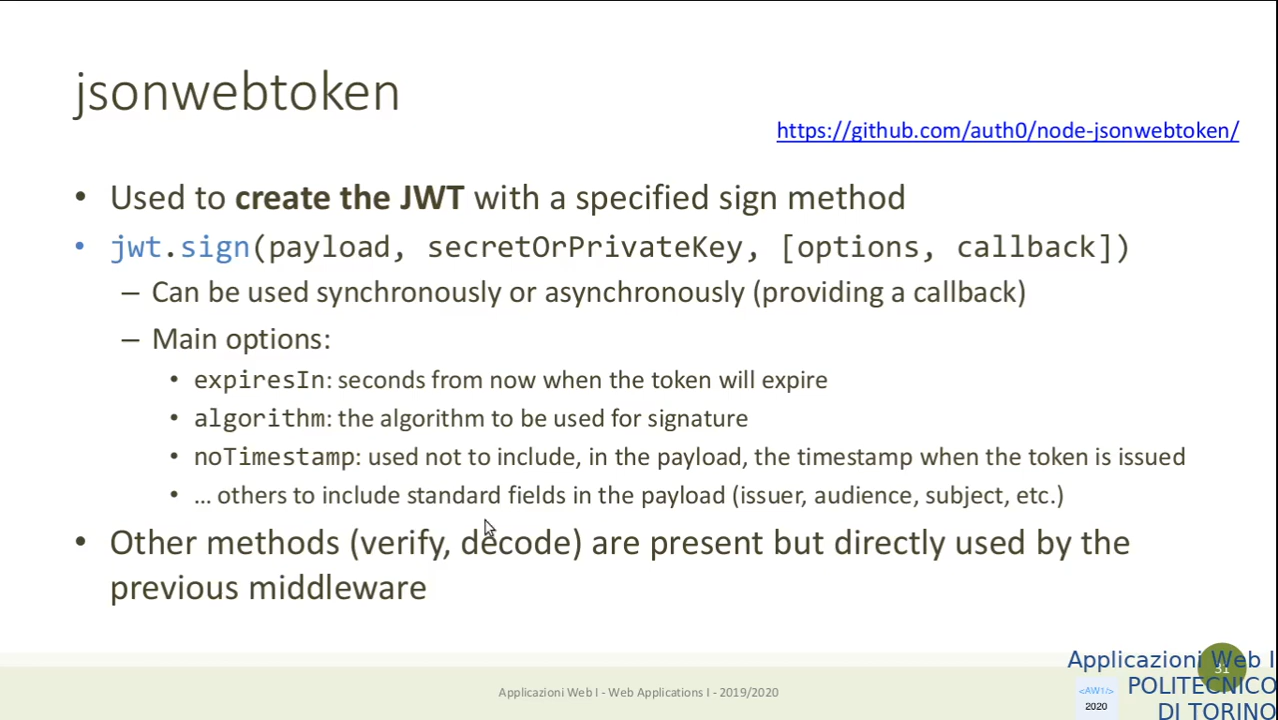 jsonwebtoken
https://github.com/auth0/node-jsonwebtoken/
• Used to create the JWT with a specified sign method
• jwt.sign(payload, secretOrPrivateKey, [options, callback])
– Can be used synchronously or asynchronously (providing a callback)
– Main options:
• expiresIn: seconds from now when the token will expire
• algorithm: the algorithm to be used for signature
• noTimestamp: used not to include, in the payload, the timestamp when the token is issued
• … others to include standard fields in the payload (issuer, audience, subject, etc.)
• Other methods (verify, decode) are present but directly used by the
previous middleware
Applicazioni Web I - Web Applications I - 2019/2020
31
Applicazioni Web I
POLITECNICO
DI TORINO
<AW1/>
2020